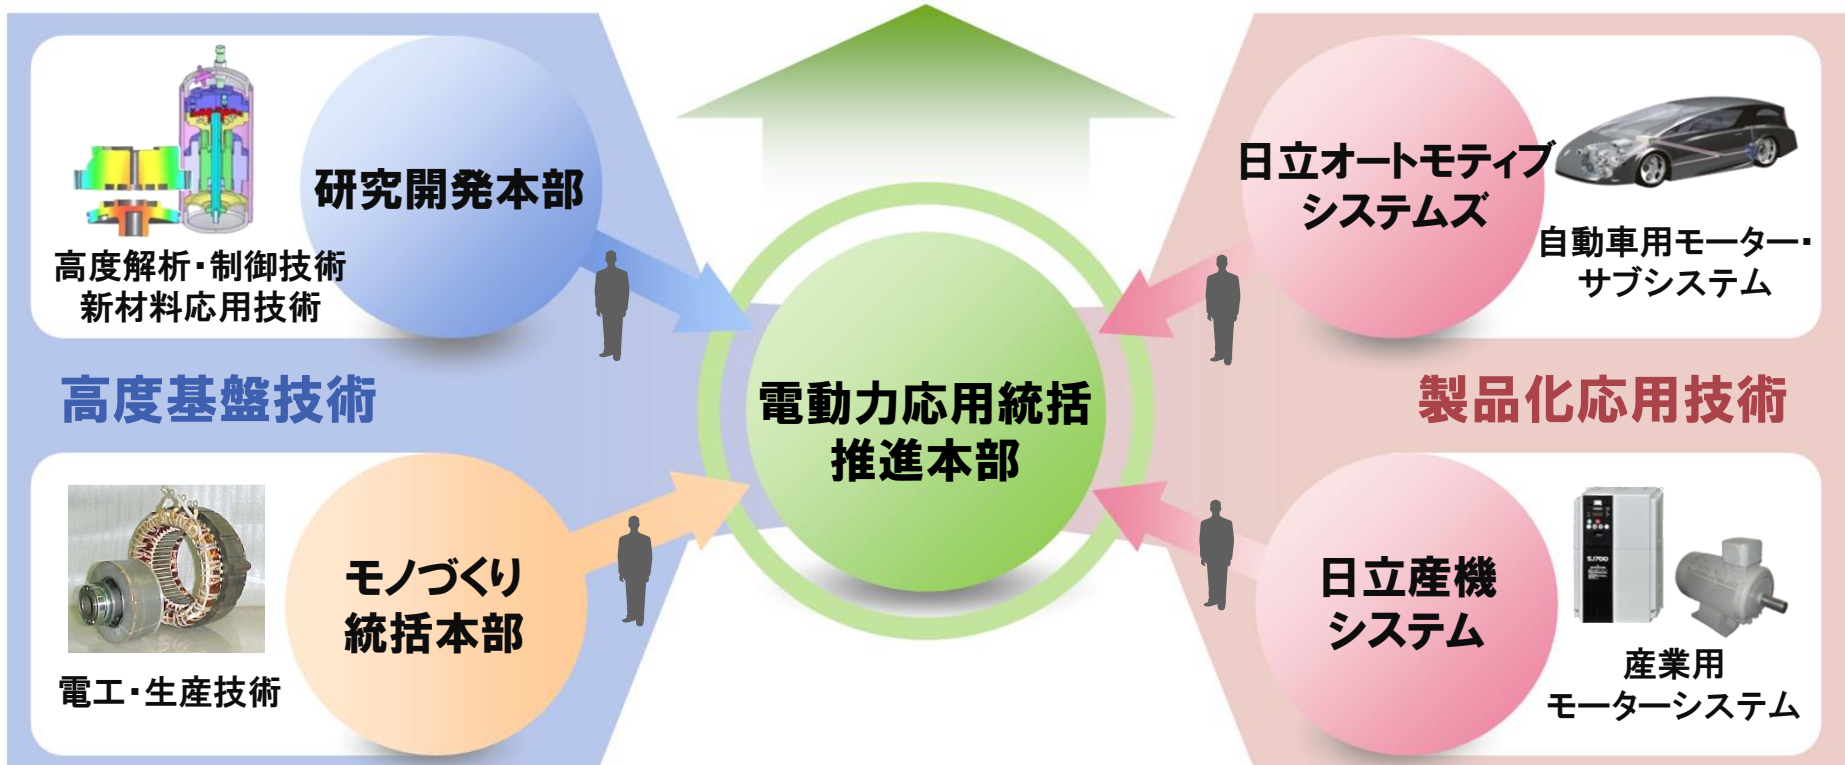 研究開発本部
高度解析・制御技術
新材料応用技術
高度基盤技術
モノづくり
統括本部
電工・生産技術
電動力応用統括
推進本部
日立オートモティブ
システムズ
自動車用モーター・
サブシステム
製品化応用技術
日立産機
システム
SJ700
産業用
モーターシステム